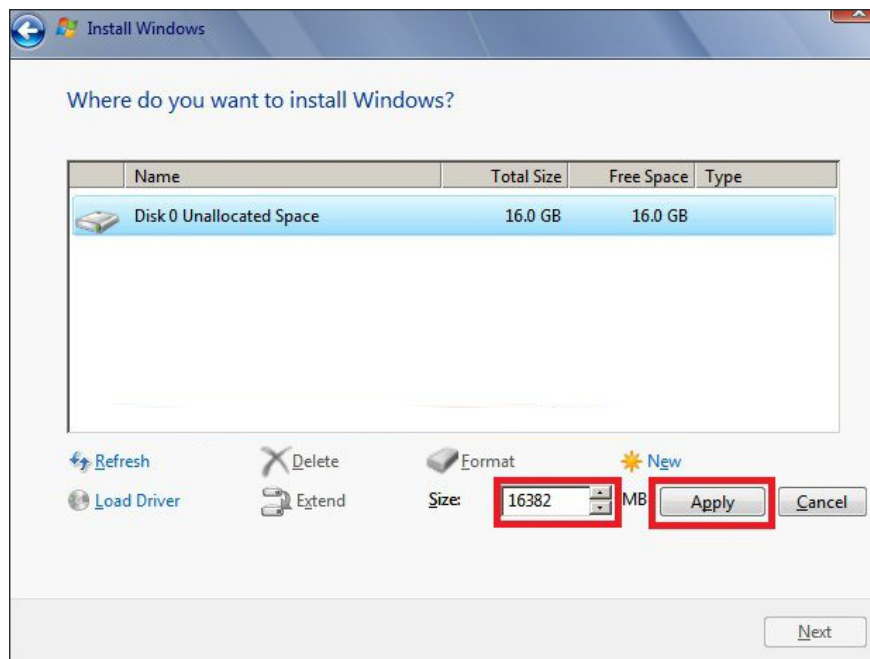 Install Windows
Where do you want to install Windows?
Name Total Size Free Space Type
Disk 0 Unallocated Space 16.0 GB 16.0 GB
Refresh Delete Format New
Load Driver Extend Size: 16382 MB Apply Cancel
Next